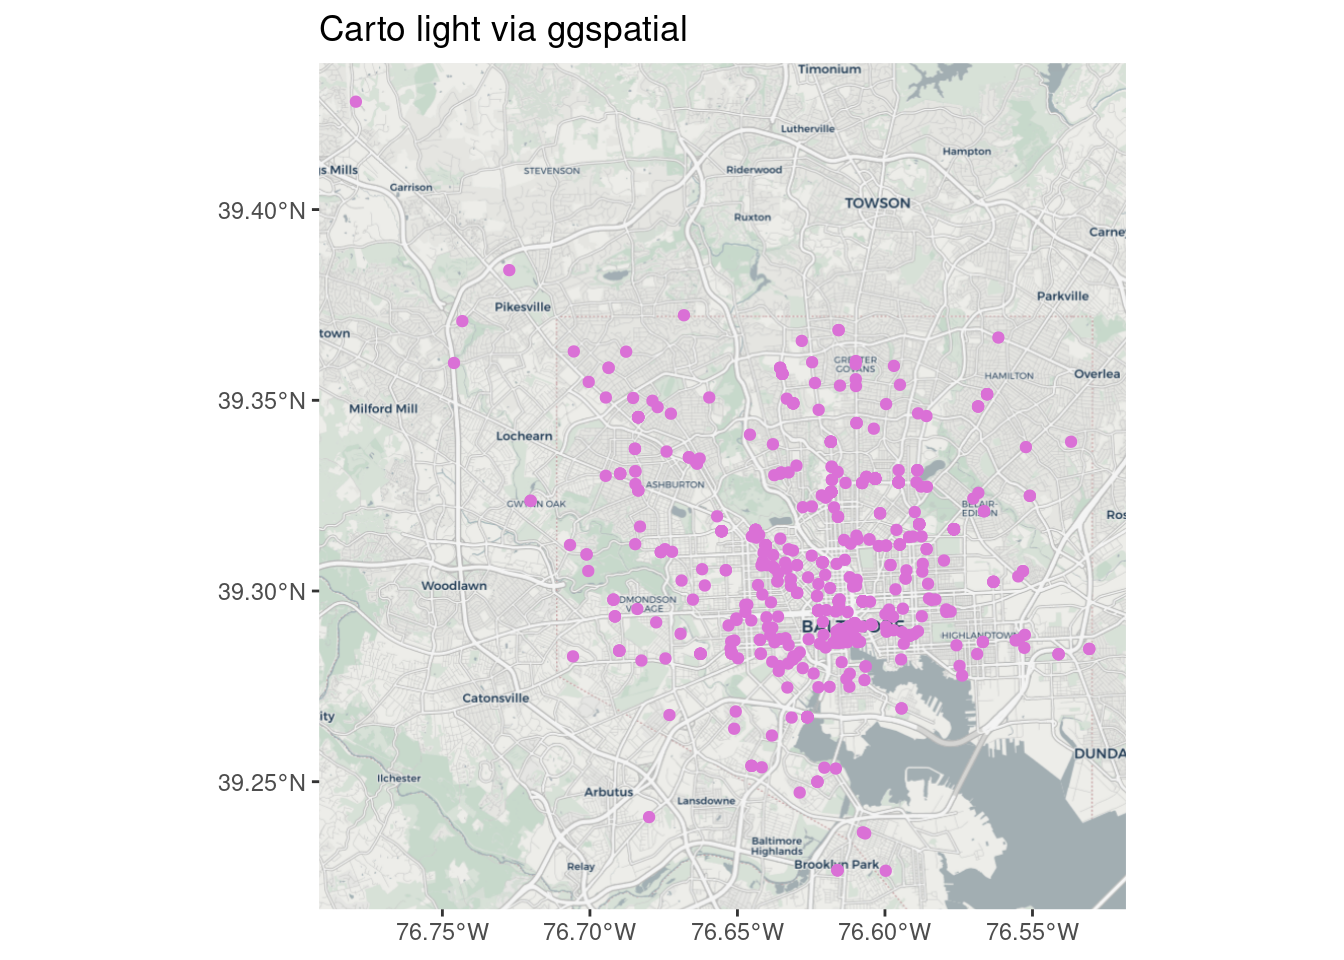 Carto light via ggspatial
Timonium
Lutherville
Hampton
s Mills
STEVENSON
Riderwood
Garrison
TOWSON
39.40°N
Ruxton
Carney
Parkville
Pikesville
town
GREATER
GOVANS
HAMILTON
Overlea
39.35°N
Milford Mill
Lochearn
ASHBURTON
GWYNN OAK
BELAIR-
EDISON
Ros
39.30°N
Woodlawn
EDMONDSON
VILLAGE
BALTIMORE
HIGHLANDTOWN
Catonsville
ity
DUNDA
Ilchester
39.25°N
Arbutus
Lansdowne
Baltimore
Highlands
Relay
Brooklyn Park
76.75°W
76.70°W
76.65°W
76.60°W
76.55°W